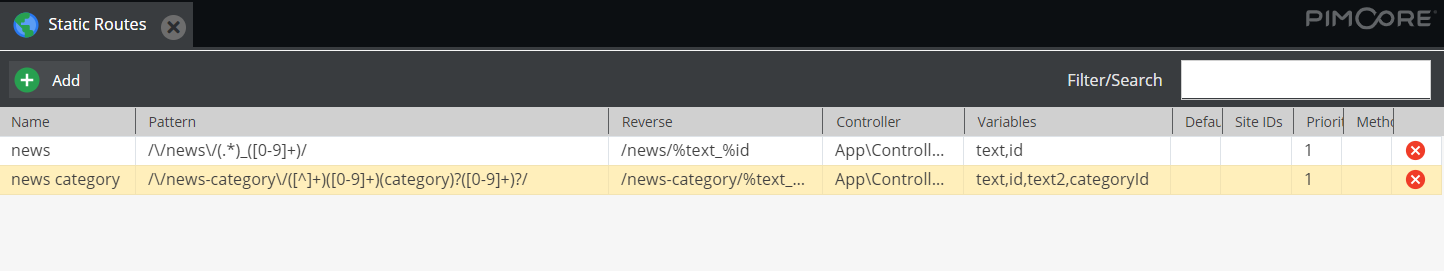 Static Routes
PIMCORE
Add
Filter/Search
Name Pattern Reverse Controller Variables Defau Site IDs Priorit Metho
news /\/news\/(.*)_([0-9]+)/ /news/%text_%id App\Controll... text,id 1
news category /\/news-category\/([^]+)([0-9]+)(category)?([0-9]+)?/ /news-category/%text_... App\Controll... text,id,text2,categoryId 1